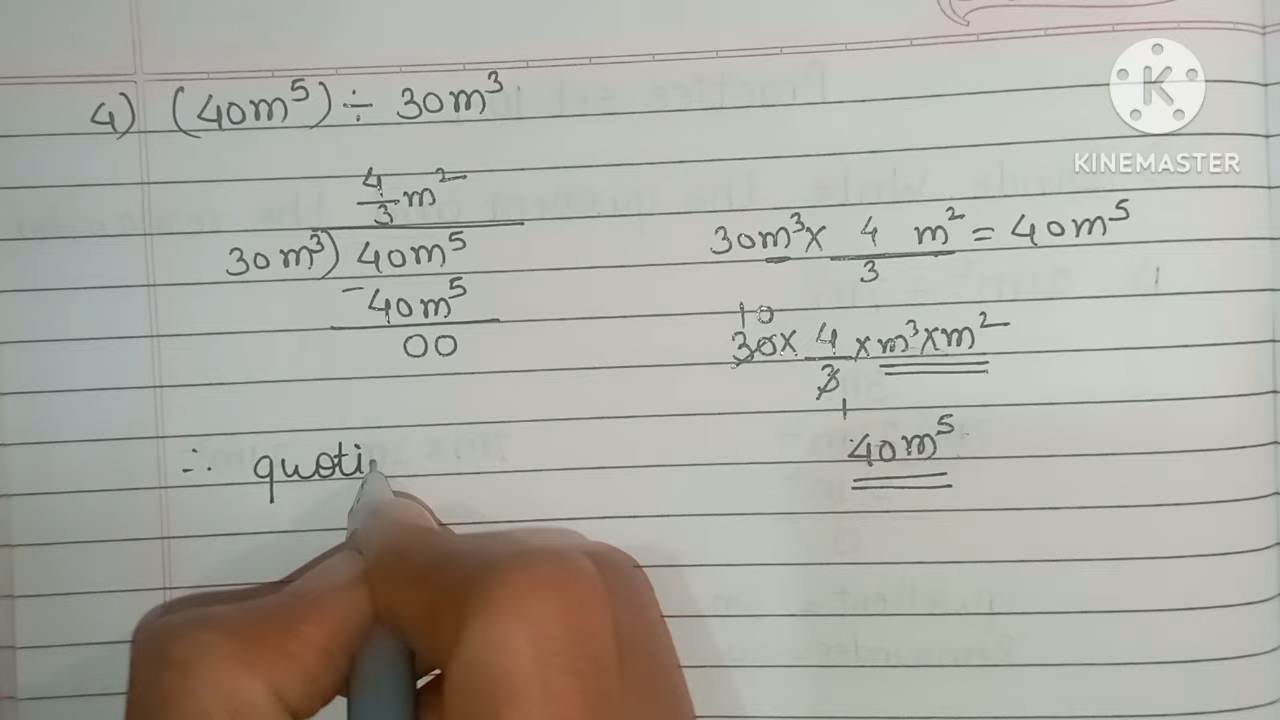 4) (40m⁵) ÷ 30m³
4/3 m²
30m³) 40m⁵
-40m⁵
00
∴ quoti
30m³ x 4/3 m² = 40m⁵
10
30 x 4/3 x m³ x m²
1
40m⁵
KINEMASTER